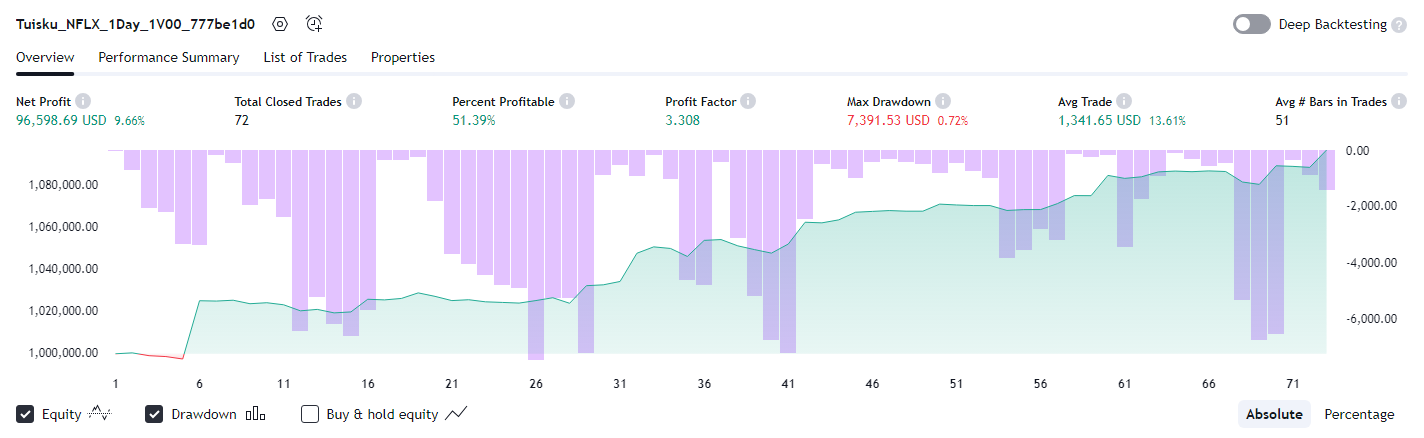 Tuisku_NFLX_1Day_1V00_777be1d0 Deep Backtesting ?
Overview Performance Summary List of Trades Properties
Net Profit i Total Closed Trades i Percent Profitable i Profit Factor i Max Drawdown i Avg Trade i Avg # Bars in Trades i
96,598.69 USD 9.66% 72 51.39% 3.308 7,391.53 USD 0.72% 1,341.65 USD 13.61% 51
0.00
1,080,000.00
-2,000.00
1,060,000.00
-4,000.00
1,040,000.00
1,020,000.00
-6,000.00
1,000,000.00
1 6 11 16 21 26 31 36 41 46 51 56 61 66 71
Equity Drawdown Buy & hold equity Absolute Percentage